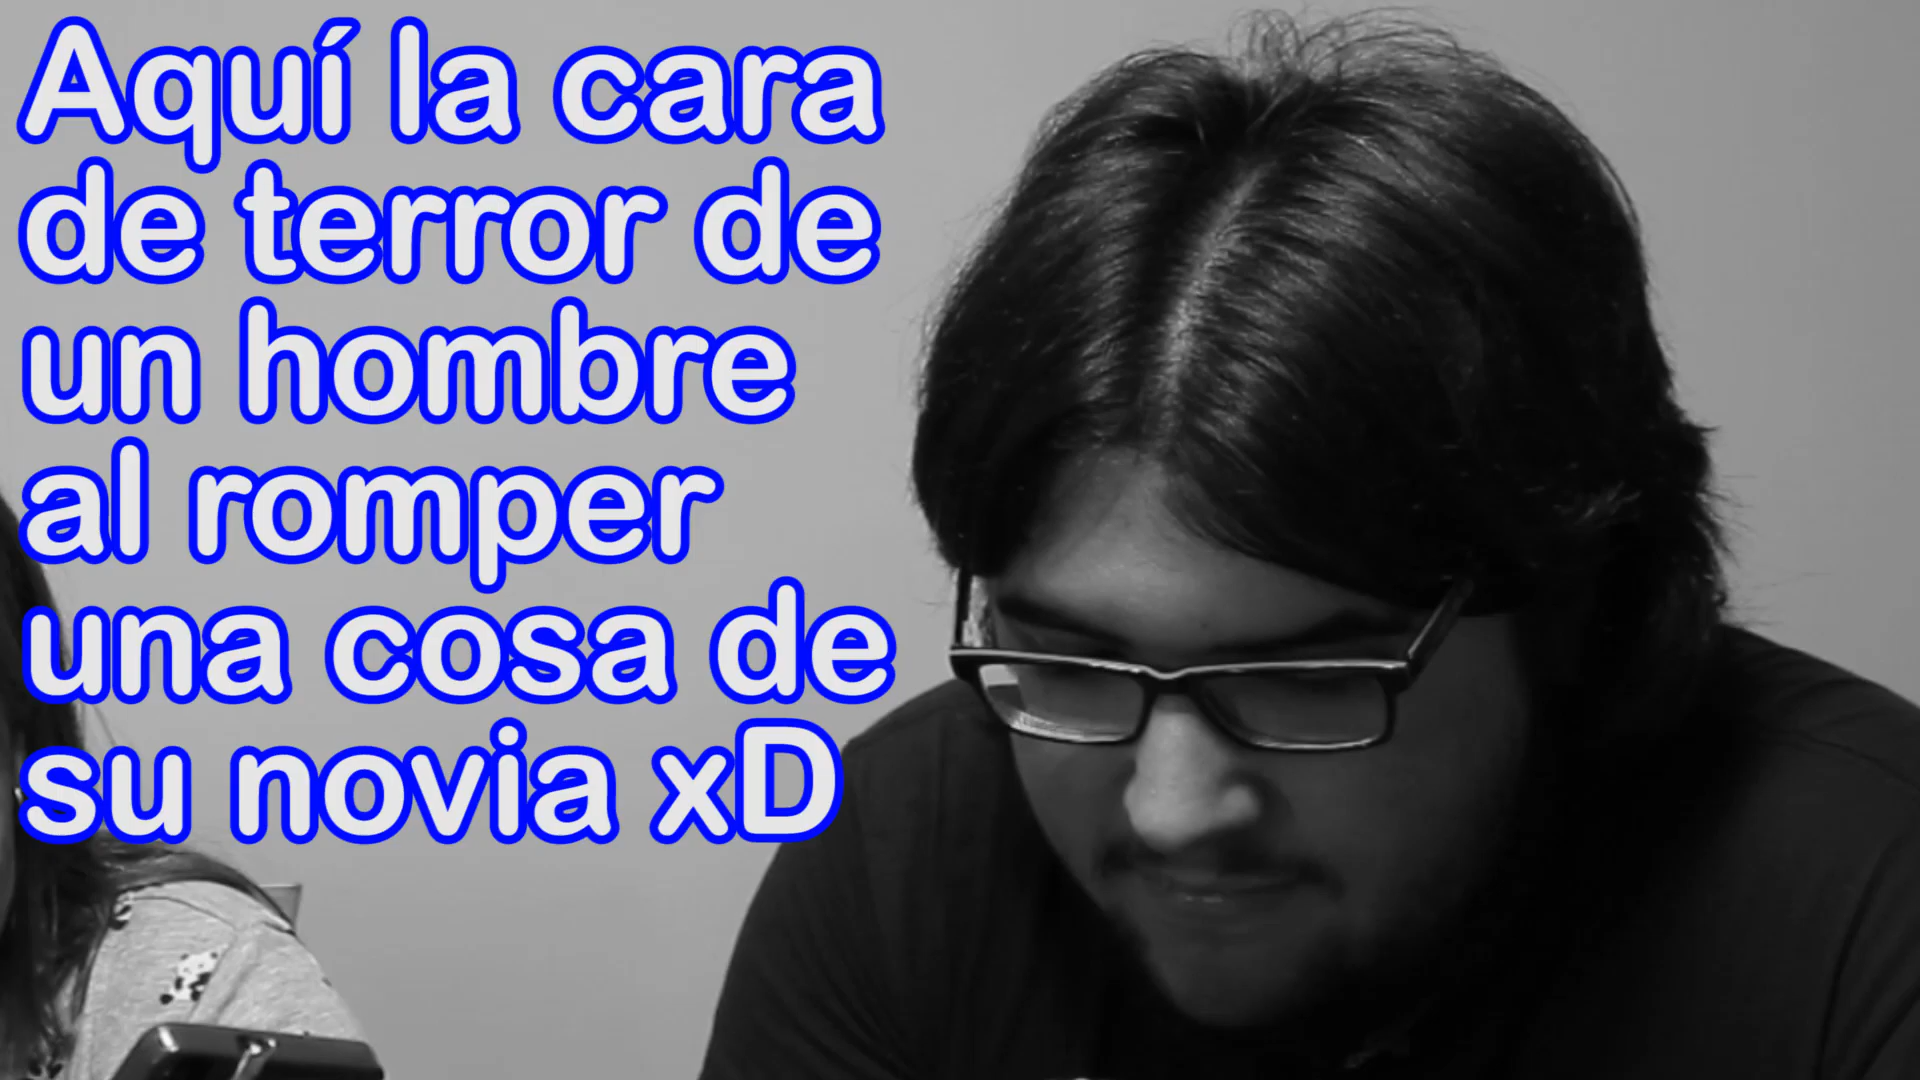 Aquí la cara
de terror de
un hombre
al romper
una cosa de
su novia xD